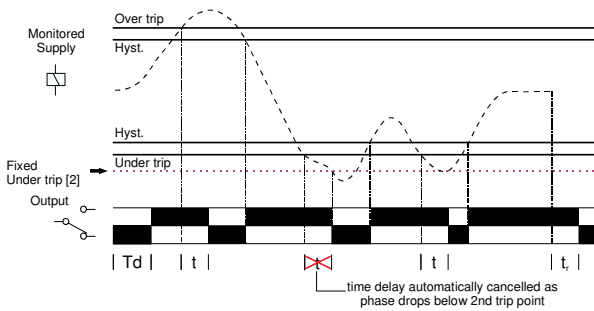 Over trip
Monitored
Supply
Hyst.
Hyst.
Under trip
Fixed
Under trip [2]
Output
Td
t
t
t
tᵣ
time delay automatically cancelled as
phase drops below 2nd trip point